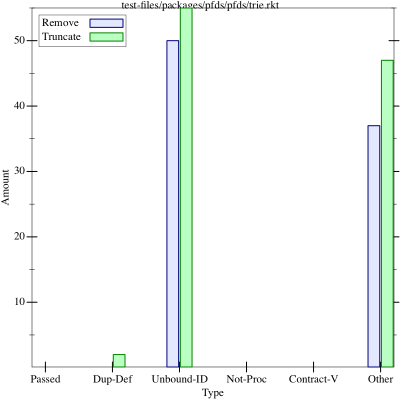 test-files/packages/pfds/pfds/trie.rkt
Remove
Truncate
50
40
30
20
10
Amount
Passed Dup-Def Unbound-ID Not-Proc Contract-V Other
Type